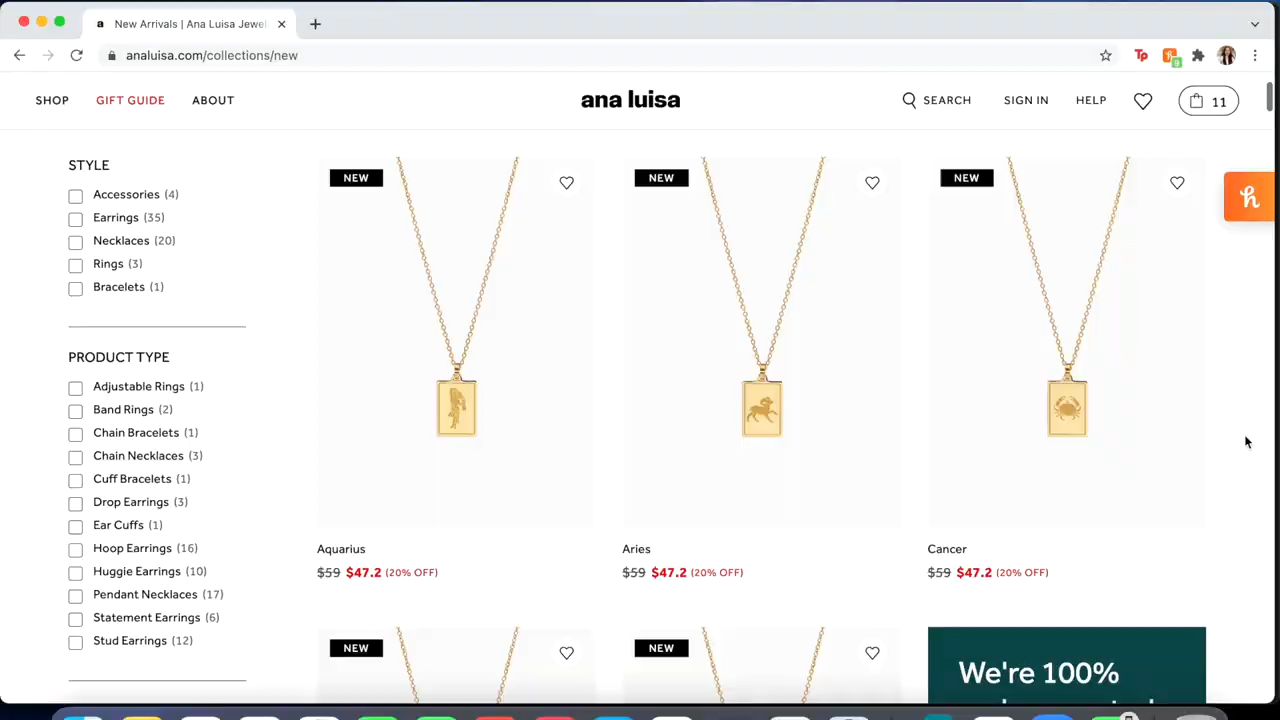 a New Arrivals | Ana Luisa Jewel
analuisa.com/collections/new
Tp
9
SHOP
GIFT GUIDE
ABOUT
ana luisa
SEARCH
SIGN IN
HELP
11
h
STYLE
Accessories (4)
Earrings (35)
Necklaces (20)
Rings (3)
Bracelets (1)
PRODUCT TYPE
Adjustable Rings (1)
Band Rings (2)
Chain Bracelets (1)
Chain Necklaces (3)
Cuff Bracelets (1)
Drop Earrings (3)
Ear Cuffs (1)
Hoop Earrings (16)
Huggie Earrings (10)
Pendant Necklaces (17)
Statement Earrings (6)
Stud Earrings (12)
NEW
NEW
NEW
Aquarius
$59 $47.2 (20% OFF)
Aries
$59 $47.2 (20% OFF)
Cancer
$59 $47.2 (20% OFF)
NEW
NEW
We're 100%